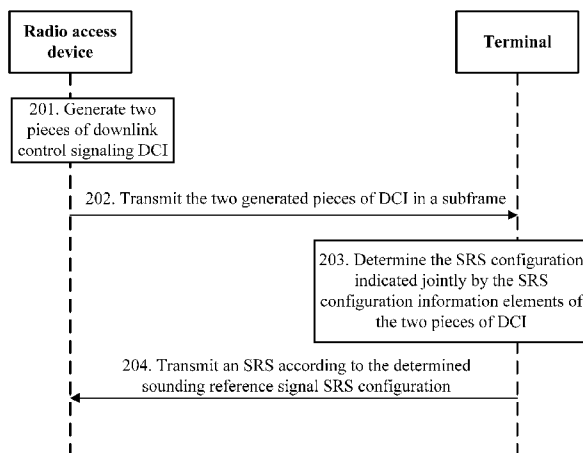 Radio access
device
Terminal
201. Generate two
pieces of downlink
control signaling DCI
202. Transmit the two generated pieces of DCI in a subframe
203. Determine the SRS configuration
indicated jointly by the SRS
configuration information elements of
the two pieces of DCI
204. Transmit an SRS according to the determined
sounding reference signal SRS configuration